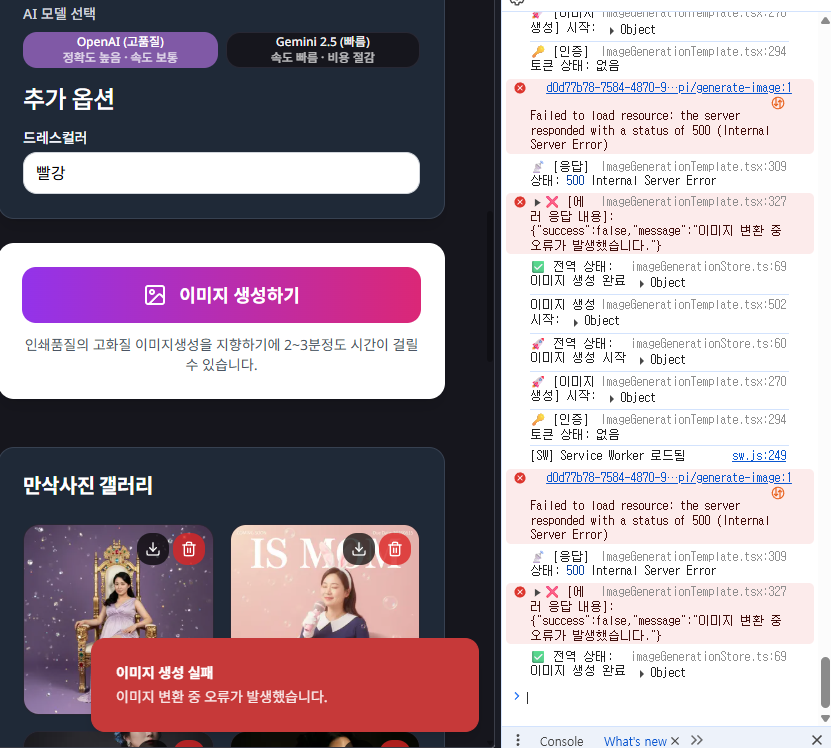 AI 모델 선택
OpenAI (고품질)
정확도 높음 · 속도 보통
Gemini 2.5 (빠름)
속도 빠름 · 비용 절감
추가 옵션
드레스컬러
빨강
이미지 생성하기
인쇄품질의 고화질 이미지생성을 지향하기에 2~3분정도 시간이 걸릴
수 있습니다.
만삭사진 갤러리
IS MOM
이미지 생성 실패
이미지 변환 중 오류가 발생했습니다.
🚀 [이미지 ImageGenerationTemplate.tsx:270
생성] 시작: ▶ Object
🔑 [인증] ImageGenerationTemplate.tsx:294
토큰 상태: 없음
d0d77b78-7584-4870-9…pi/generate-image:1
Failed to load resource: the server
responded with a status of 500 (Internal
Server Error)
📡 [응답] ImageGenerationTemplate.tsx:309
상태: 500 Internal Server Error
▶ ❌ [에 ImageGenerationTemplate.tsx:327
러 응답 내용]:
{"success":false,"message":"이미지 변환 중
오류가 발생했습니다."}
✅ 전역 상태: imageGenerationStore.ts:69
이미지 생성 완료 ▶ Object
이미지 생성 ImageGenerationTemplate.tsx:502
시작: ▶ Object
🚀 전역 상태: imageGenerationStore.ts:60
이미지 생성 시작 ▶ Object
🚀 [이미지 ImageGenerationTemplate.tsx:270
생성] 시작: ▶ Object
🔑 [인증] ImageGenerationTemplate.tsx:294
토큰 상태: 없음
[SW] Service Worker 로드됨 sw.js:249
d0d77b78-7584-4870-9…pi/generate-image:1
Failed to load resource: the server
responded with a status of 500 (Internal
Server Error)
📡 [응답] ImageGenerationTemplate.tsx:309
상태: 500 Internal Server Error
▶ ❌ [에 ImageGenerationTemplate.tsx:327
러 응답 내용]:
{"success":false,"message":"이미지 변환 중
오류가 발생했습니다."}
✅ 전역 상태: imageGenerationStore.ts:69
이미지 생성 완료 ▶ Object
Console What's new